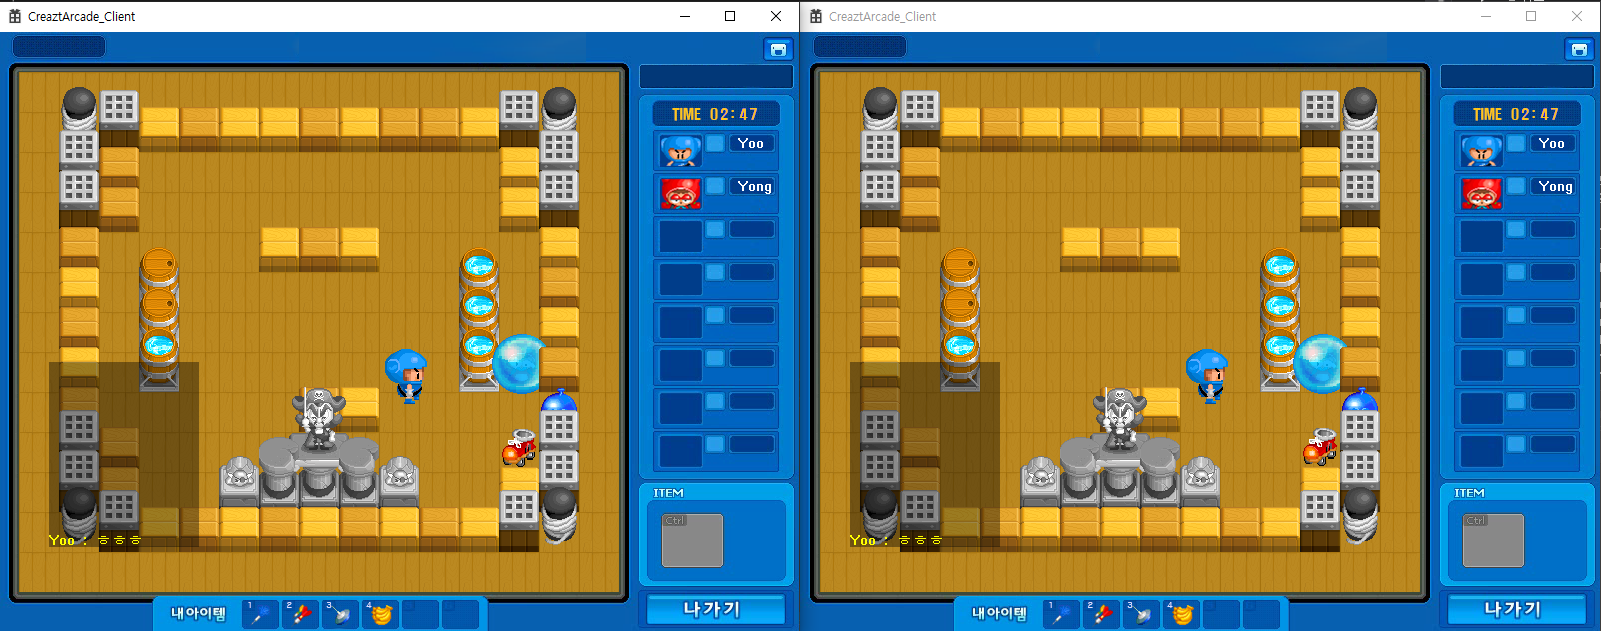 CreaztArcade_Client
TIME 02:47
Yoo
Yong
ITEM
Ctrl
Yoo : ㅎㅎㅎ
내아이템 1 2 3 4
나가기
CreaztArcade_Client
TIME 02:47
Yoo
Yong
ITEM
Ctrl
Yoo : ㅎㅎㅎ
내아이템 1 2 3 4
나가기